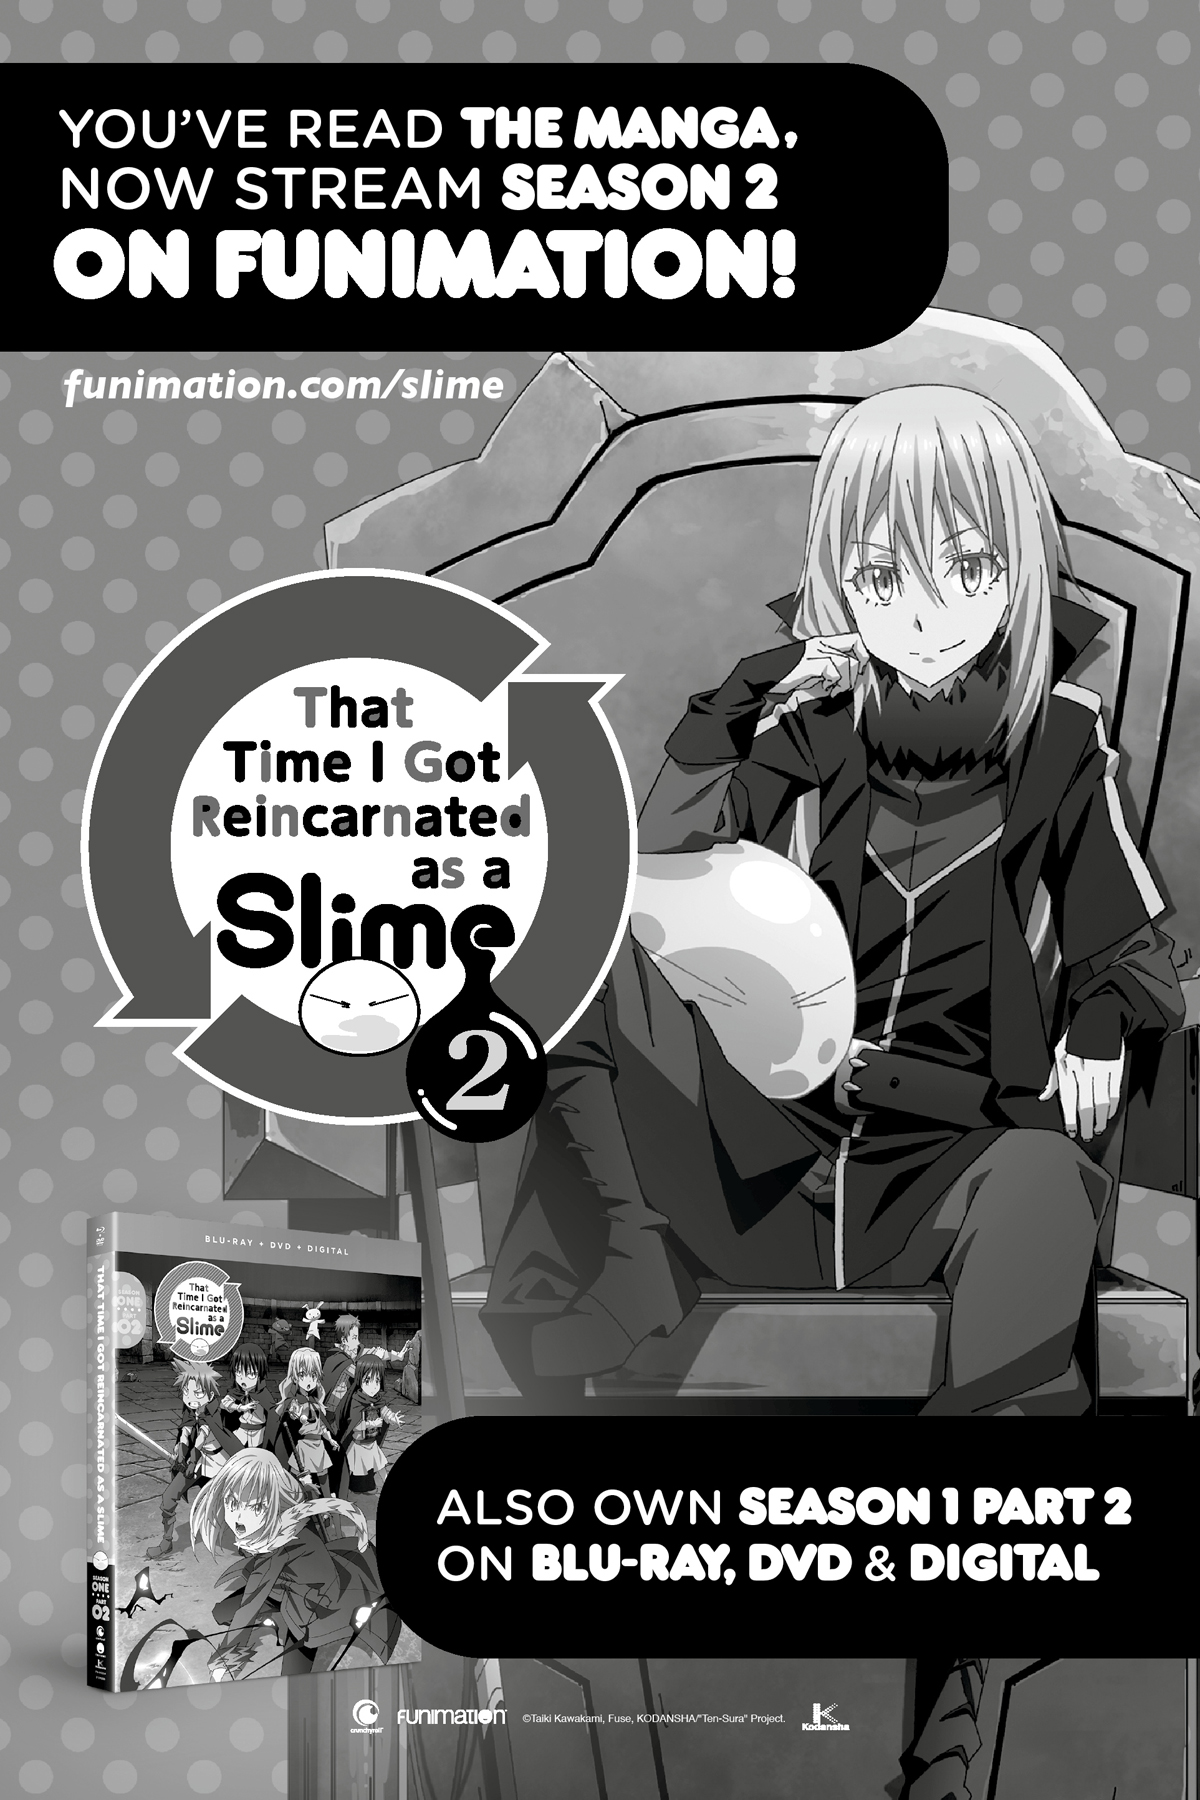 YOU'VE READ THE MANGA,
NOW STREAM SEASON 2
ON FUNIMATION!
funimation.com/slime
That
Time I Got
Reincarnated
as a
Slime
2
BLU-RAY + DVD + DIGITAL
That
Time I Got
Reincarnated
as a
Slime
SEASON
ONE
PART
02
THAT TIME I GOT REINCARNATED AS A SLIME
SEASON
ONE
PART
02
ALSO OWN SEASON 1 PART 2
ON BLU-RAY, DVD & DIGITAL
crunchyroll
FUNIMATION
©Taiki Kawakami, Fuse, KODANSHA/"Ten-Sura" Project.
Kodansha